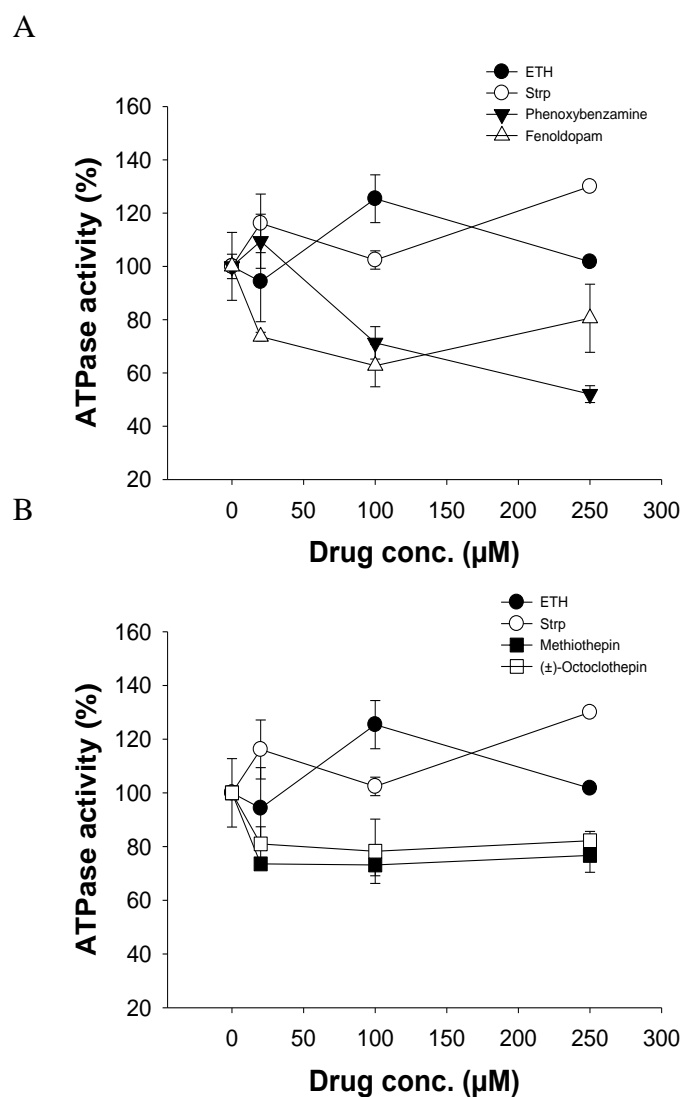 A
ETH
Strp
Phenoxybenzamine
Fenoldopam
160
140
120
100
80
60
40
20
ATPase activity (%)
0 50 100 150 200 250 300
Drug conc. (µM)
B
ETH
Strp
Methiothepin
(±)-Octoclothepin
160
140
120
100
80
60
40
20
ATPase activity (%)
0 50 100 150 200 250 300
Drug conc. (µM)